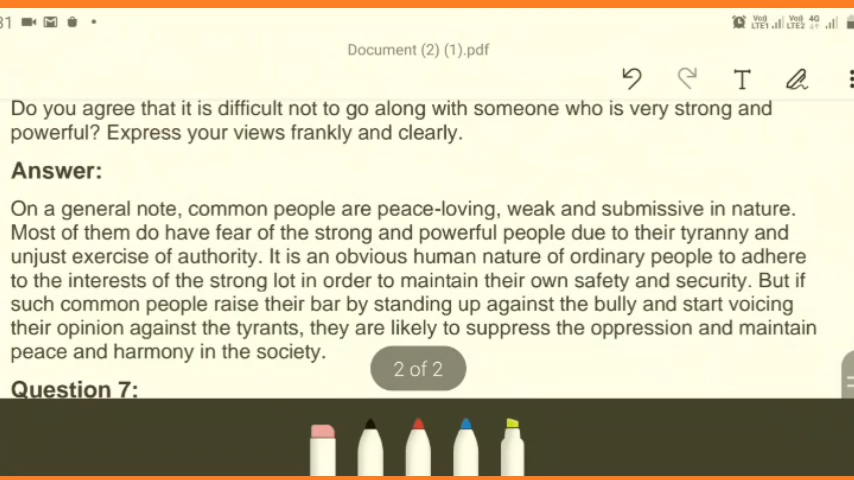 31
Vo) LTE1 Vo) LTE2 4G
Document (2) (1).pdf
T
Do you agree that it is difficult not to go along with someone who is very strong and
powerful? Express your views frankly and clearly.
Answer:
On a general note, common people are peace-loving, weak and submissive in nature.
Most of them do have fear of the strong and powerful people due to their tyranny and
unjust exercise of authority. It is an obvious human nature of ordinary people to adhere
to the interests of the strong lot in order to maintain their own safety and security. But if
such common people raise their bar by standing up against the bully and start voicing
their opinion against the tyrants, they are likely to suppress the oppression and maintain
peace and harmony in the society.
2 of 2
Question 7: